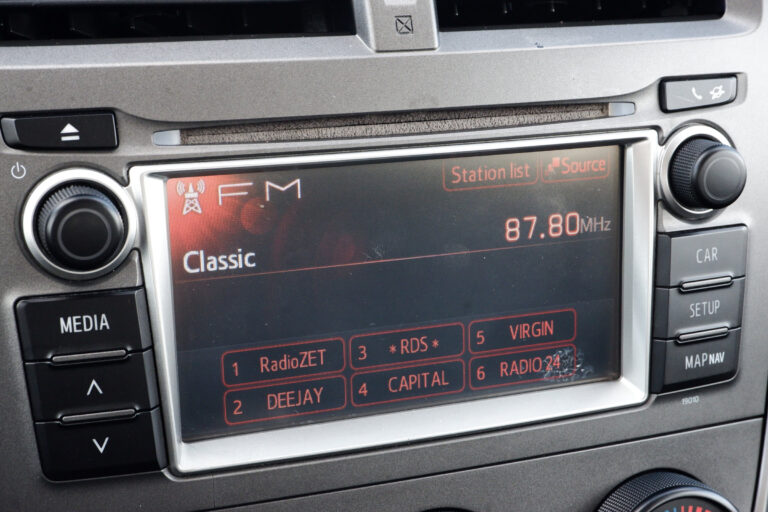 Station list Source
FM
87.80MHz
Classic
1 RadioZET 3 *RDS* 5 VIRGIN
2 DEEJAY 4 CAPITAL 6 RADIO 24
MEDIA
CAR
SETUP
MAP NAV
19010